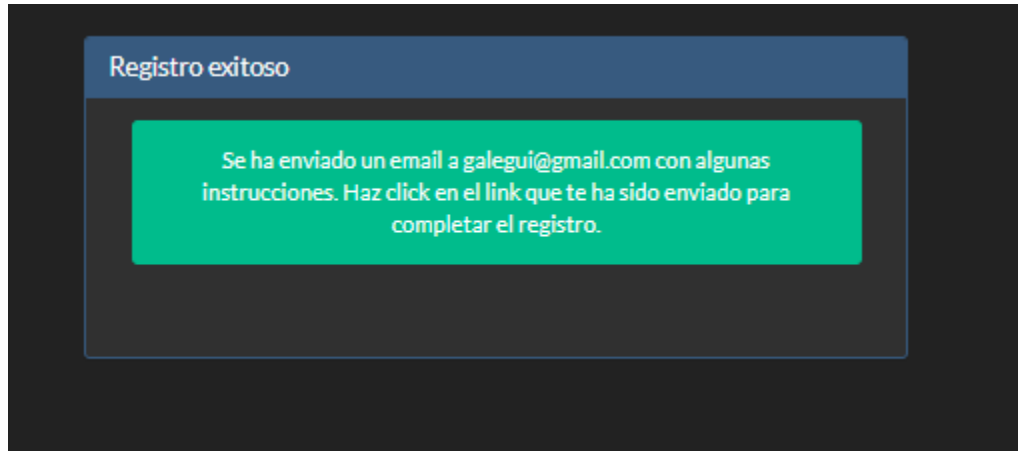 Registro exitoso
Se ha enviado un email a galegui@gmail.com con algunas
instrucciones. Haz click en el link que te ha sido enviado para
completar el registro.